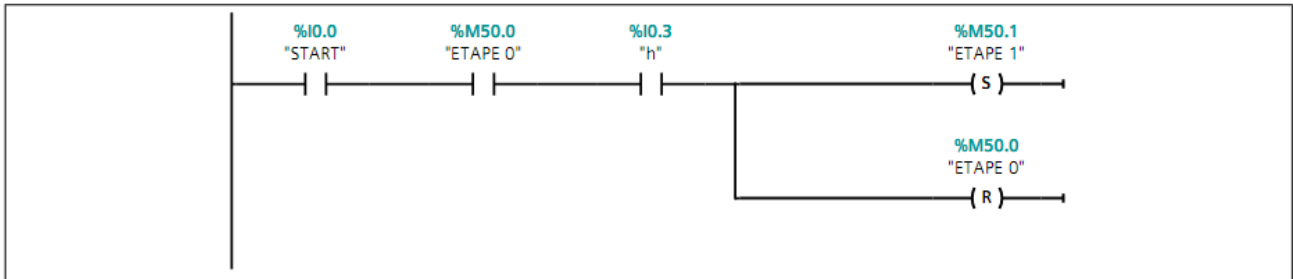 %I0.0
"START"
%M50.0
"ETAPE 0"
%I0.3
"h"
%M50.1
"ETAPE 1"
S
%M50.0
"ETAPE 0"
R